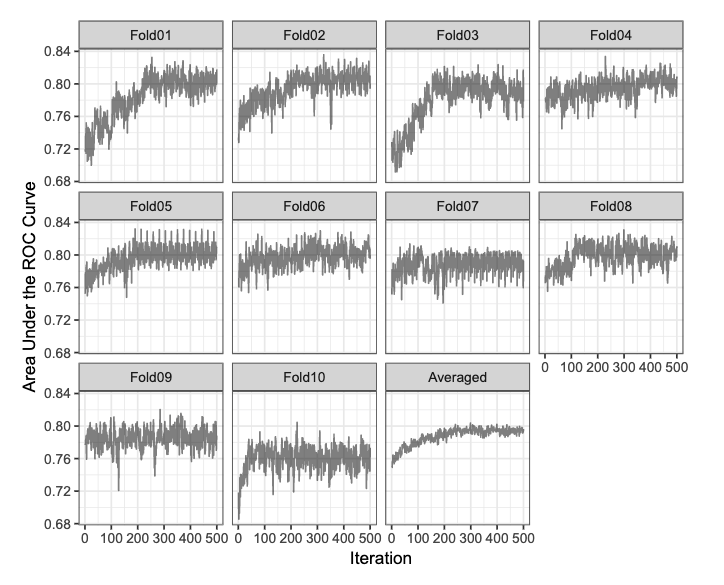 Fold01 Fold02 Fold03 Fold04
0.84
0.80
0.76
0.72
0.68
Fold05 Fold06 Fold07 Fold08
0.84
0.80
0.76
0.72
0.68
0 100 200 300 400 500
Fold09 Fold10 Averaged
0.84
0.80
0.76
0.72
0.68
0 100 200 300 400 500 0 100 200 300 400 500 0 100 200 300 400 500
Iteration
Area Under the ROC Curve